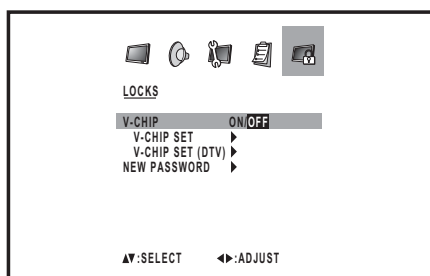 LOCKS
V-CHIP ON/OFF
V-CHIP SET ▶
V-CHIP SET (DTV) ▶
NEW PASSWORD ▶
▲▼:SELECT ◀▶:ADJUST